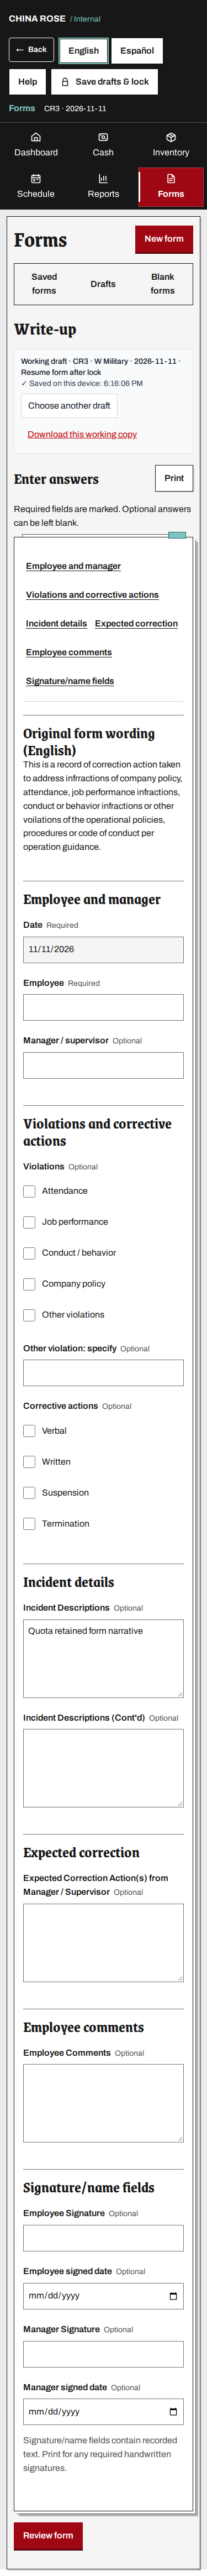 CHINA ROSE / Internal
← Back
English
Español
Help
Save drafts & lock
Forms CR3 · 2026-11-11
Dashboard
Cash
Inventory
Schedule
Reports
Forms
Forms
New form
Saved
forms
Drafts
Blank
forms
Write-up
Working draft · CR3 · W Military · 2026-11-11 ·
Resume form after lock
✓ Saved on this device: 6:16:06 PM
Choose another draft
Download this working copy
Enter answers
Print
Required fields are marked. Optional answers
can be left blank.
Employee and manager
Violations and corrective actions
Incident details Expected correction
Employee comments
Signature/name fields
Original form wording
(English)
This is a record of correction action taken
to address infractions of company policy,
attendance, job performance infractions,
conduct or behavior infractions or other
voilations of the operational policies,
procedures or code of conduct per
operation guidance.
Employee and manager
Date Required
11/11/2026
Employee Required
Manager / supervisor Optional
Violations and corrective
actions
Violations Optional
Attendance
Job performance
Conduct / behavior
Company policy
Other violations
Other violation: specify Optional
Corrective actions Optional
Verbal
Written
Suspension
Termination
Incident details
Incident Descriptions Optional
Quota retained form narrative
Incident Descriptions (Cont'd) Optional
Expected correction
Expected Correction Action(s) from
Manager / Supervisor Optional
Employee comments
Employee Comments Optional
Signature/name fields
Employee Signature Optional
Employee signed date Optional
mm/dd/yyyy
Manager Signature Optional
Manager signed date Optional
mm/dd/yyyy
Signature/name fields contain recorded
text. Print for any required handwritten
signatures.
Review form